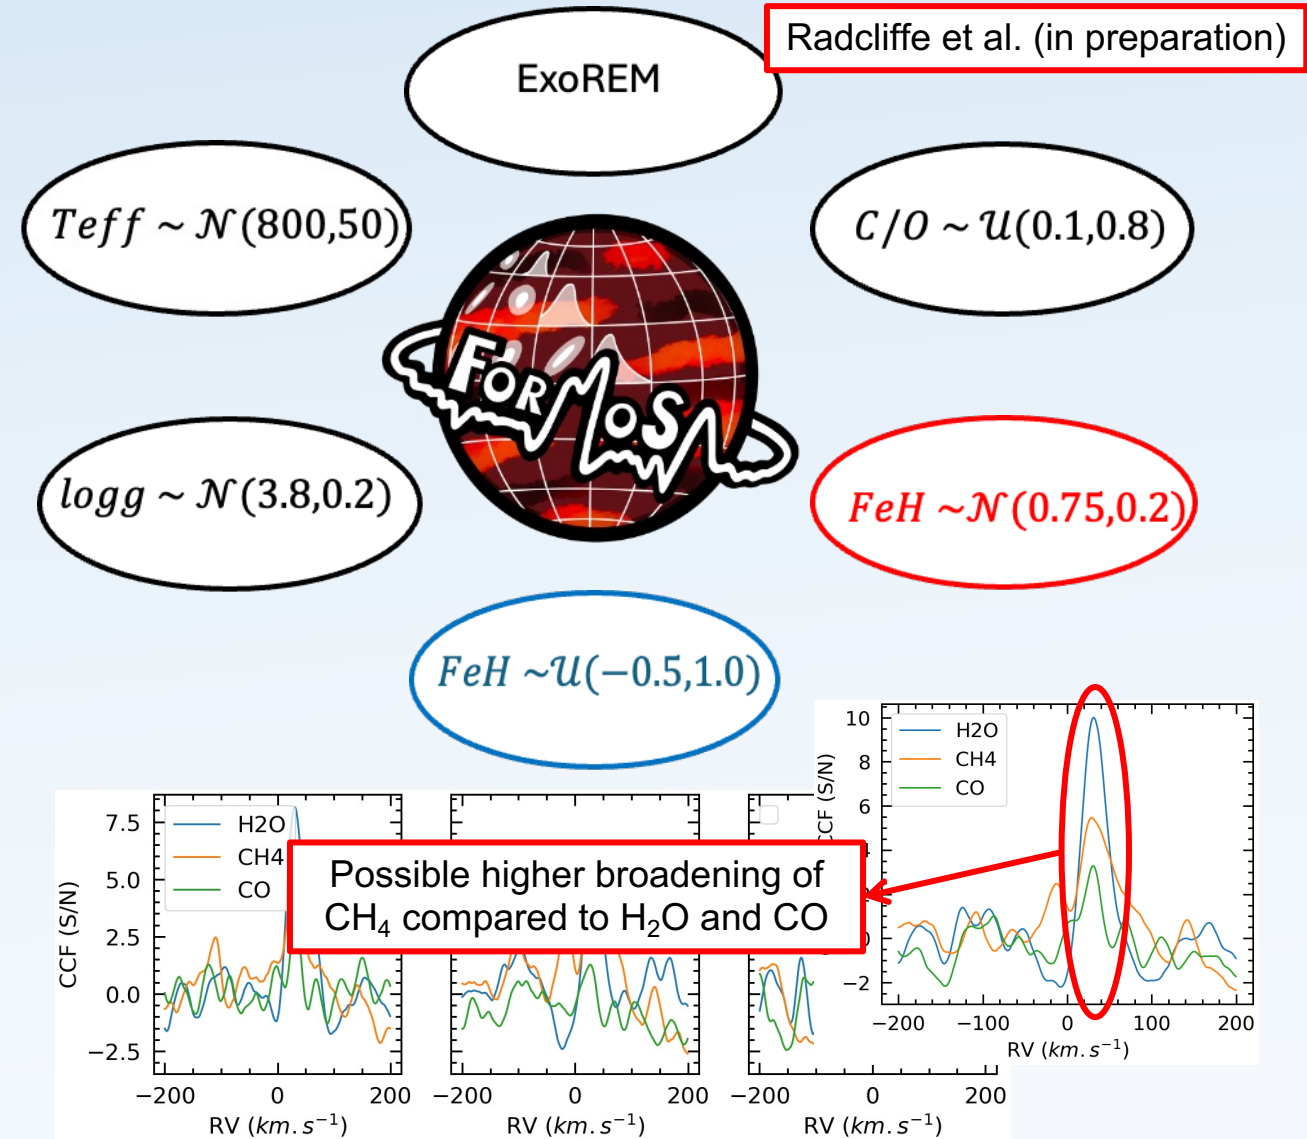 Radcliffe et al. (in preparation)
ExoREM
Teff ~ 𝒩(800,50)
C/O ~ 𝒰(0.1,0.8)
FORMOSA
logg ~ 𝒩(3.8,0.2)
FeH ~𝒩(0.75,0.2)
FeH ~𝒰(−0.5,1.0)
10
8
6
−2
CCF (S/N)
H2O
CH4
CO
−200 −100 0 100 200
RV (km.s⁻¹)
7.5
5.0
2.5
0.0
−2.5
CCF (S/N)
H2O
CH4
CO
Possible higher broadening of
CH₄ compared to H₂O and CO
−200 0 200
RV (km.s⁻¹)
−200 0 200
RV (km.s⁻¹)
−200 0 200
RV (km.s⁻¹)